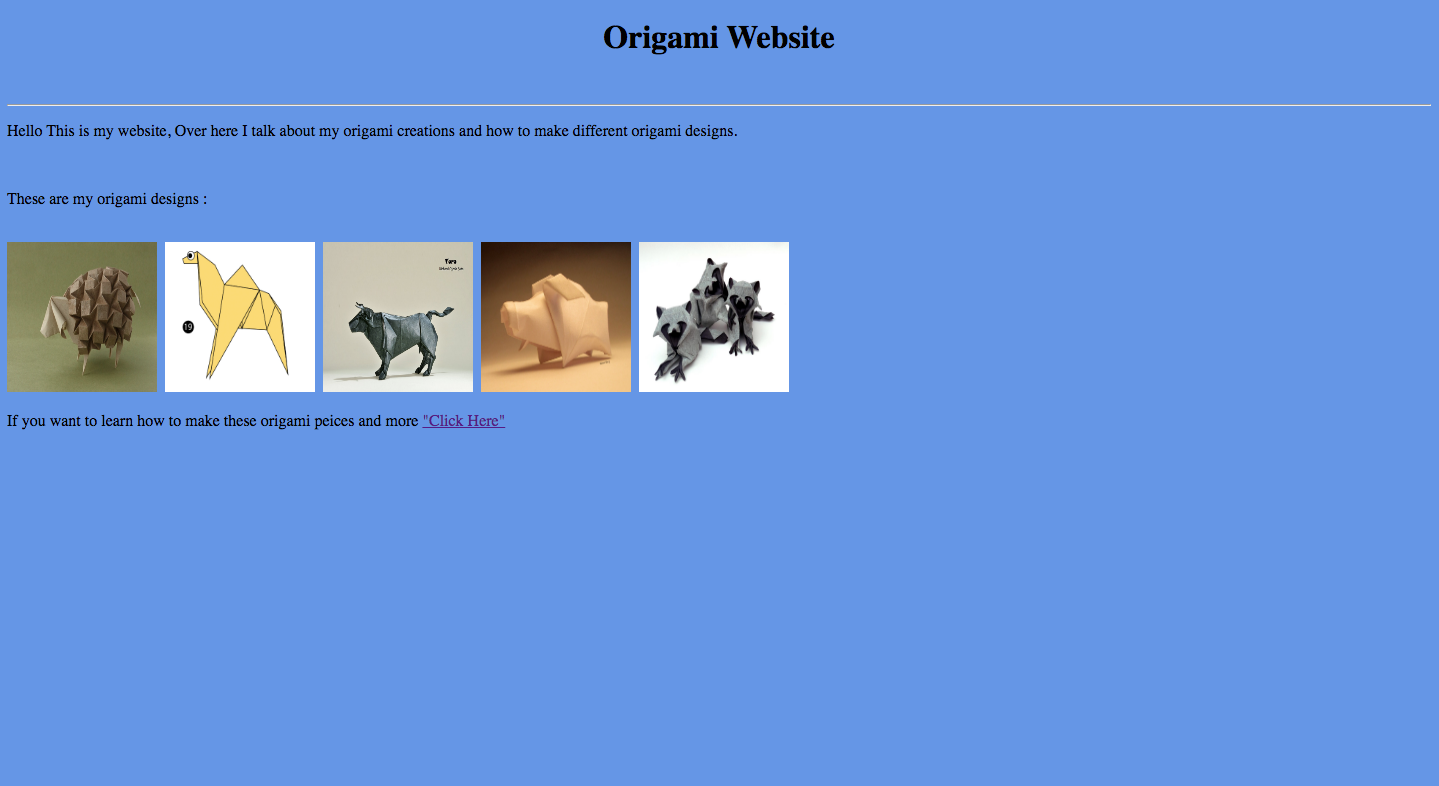 Origami Website
Hello This is my website, Over here I talk about my origami creations and how to make different origami designs.
These are my origami designs :
19
Toro
If you want to learn how to make these origami peices and more "Click Here"